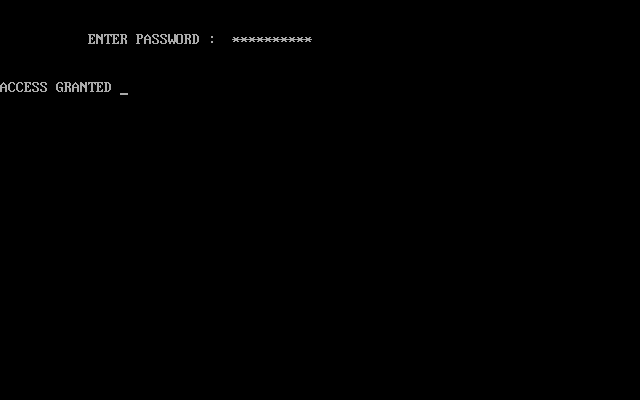 ENTER PASSWORD :  **********
ACCESS GRANTED _